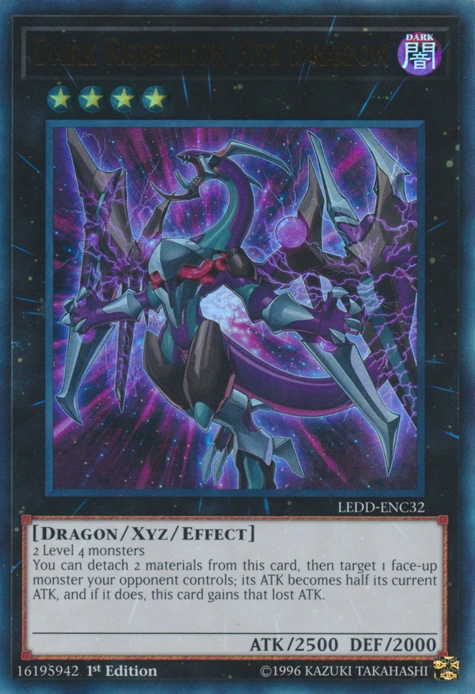 Dark Rebellion Xyz Dragon
DARK
闇
LEDD-ENC32
[Dragon/Xyz/Effect]
2 Level 4 monsters
You can detach 2 materials from this card, then target 1 face-up
monster your opponent controls; its ATK becomes half its current
ATK, and if it does, this card gains that lost ATK.
ATK/2500 DEF/2000
16195942 1st Edition ©1996 KAZUKI TAKAHASHI